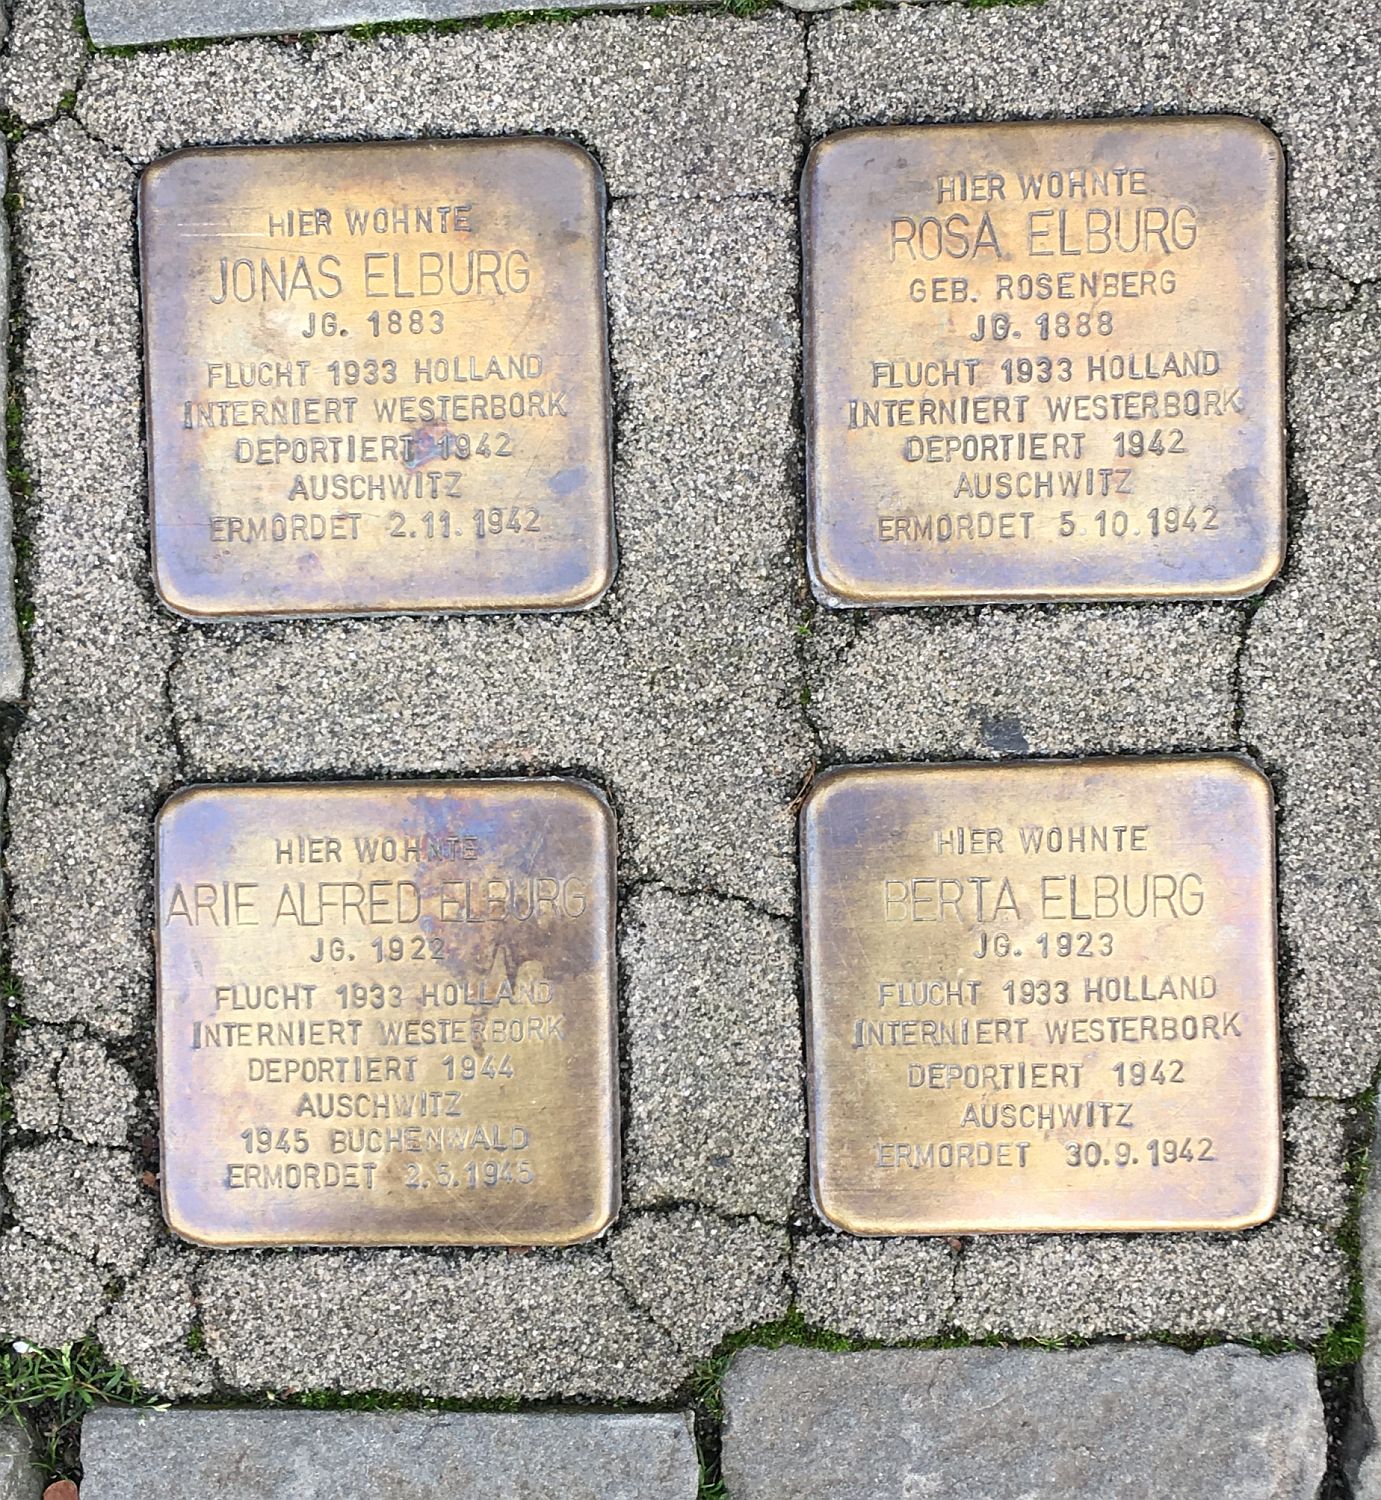 HIER WOHNTE
JONAS ELBURG
JG. 1883
FLUCHT 1933 HOLLAND
INTERNIERT WESTERBORK
DEPORTIERT 1942
AUSCHWITZ
ERMORDET 2.11.1942
HIER WOHNTE
ROSA ELBURG
GEB. ROSENBERG
JG. 1888
FLUCHT 1933 HOLLAND
INTERNIERT WESTERBORK
DEPORTIERT 1942
AUSCHWITZ
ERMORDET 5.10.1942
HIER WOHNTE
ARIE ALFRED ELBURG
JG. 1922
FLUCHT 1933 HOLLAND
INTERNIERT WESTERBORK
DEPORTIERT 1944
AUSCHWITZ
1945 BUCHENWALD
ERMORDET
HIER WOHNTE
BERTA ELBURG
JG. 1923
FLUCHT 1933 HOLLAND
INTERNIERT WESTERBORK
DEPORTIERT 1942
AUSCHWITZ
ERMORDET 30.9.1942